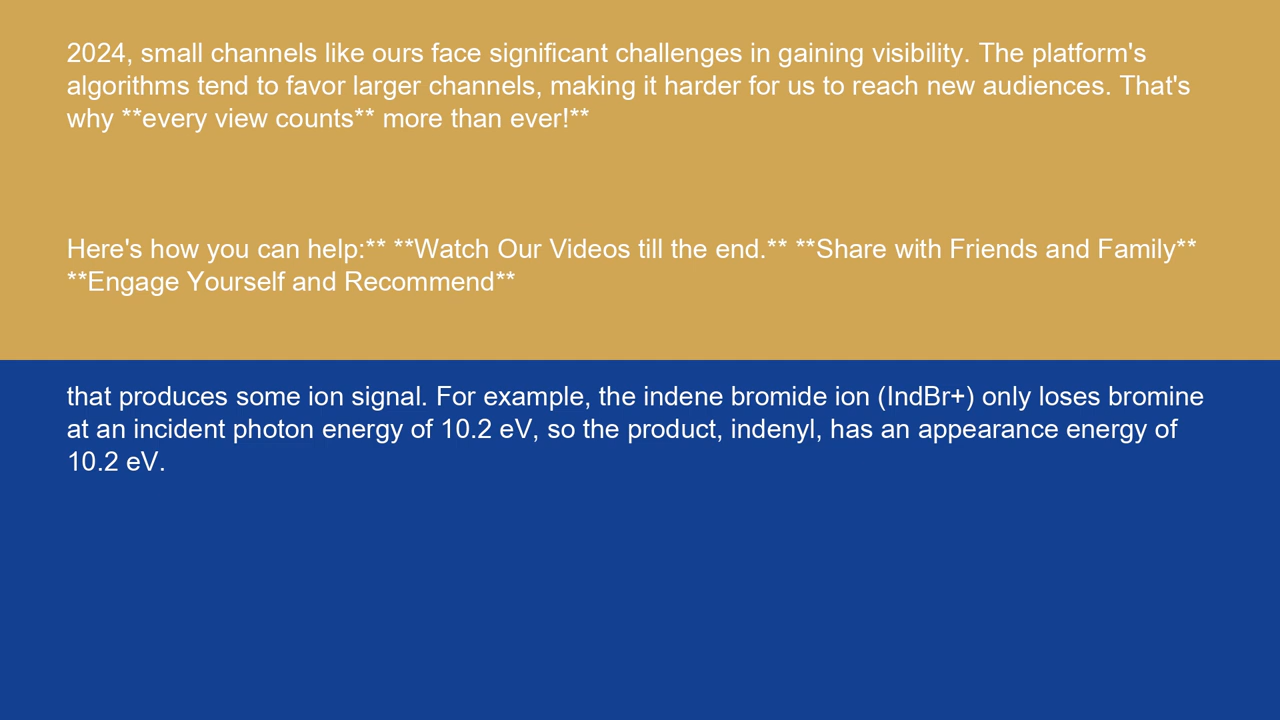 2024, small channels like ours face significant challenges in gaining visibility. The platform's
algorithms tend to favor larger channels, making it harder for us to reach new audiences. That's
why **every view counts** more than ever!**
Here's how you can help:** **Watch Our Videos till the end.** **Share with Friends and Family**
**Engage Yourself and Recommend**
that produces some ion signal. For example, the indene bromide ion (IndBr+) only loses bromine
at an incident photon energy of 10.2 eV, so the product, indenyl, has an appearance energy of
10.2 eV.